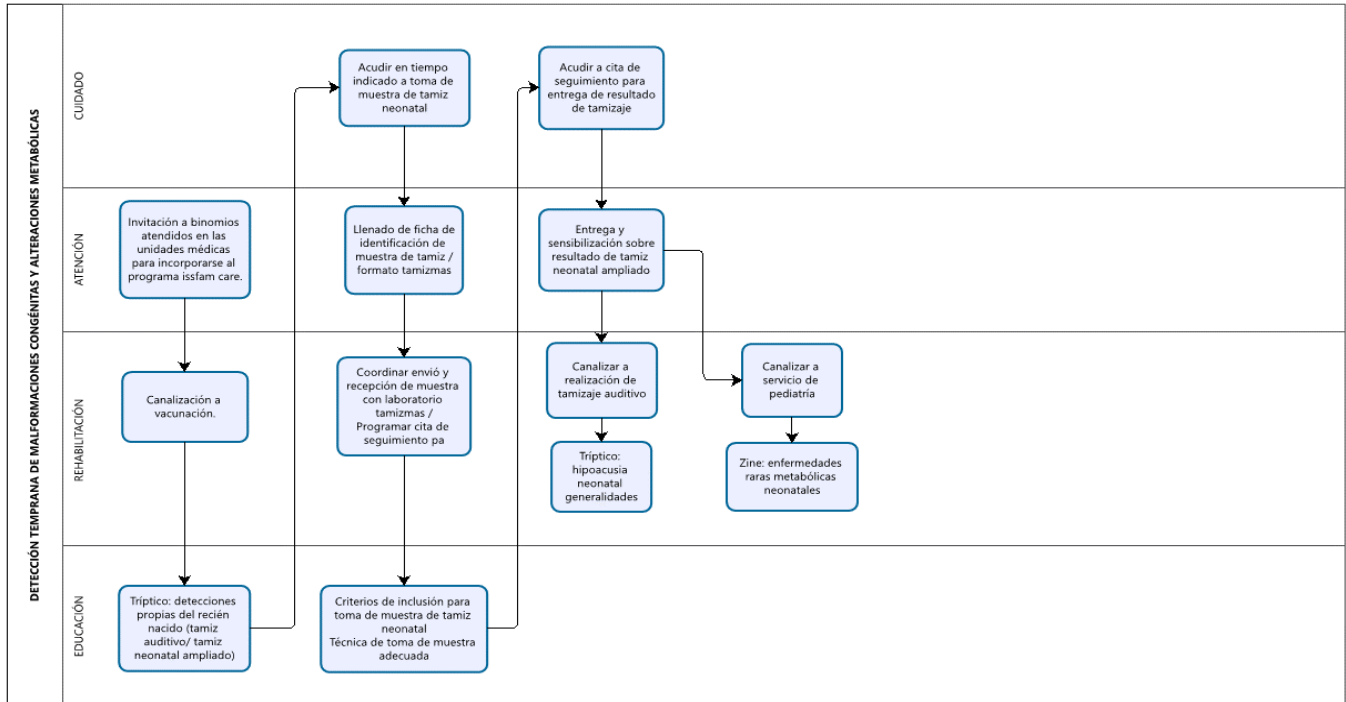 DETECCIÓN TEMPRANA DE MALFORMACIONES CONGÉNITAS Y ALTERACIONES METABÓLICAS
CUIDADO
Acudir en tiempo
indicado a toma de
muestra de tamiz
neonatal
Acudir a cita de
seguimiento para
entrega de resultado
de tamizaje
ATENCIÓN
Invitación a binomios
atendidos en las
unidades médicas
para incorporarse al
programa issfam care.
Llenado de ficha de
identificación de
muestra de tamiz /
formato tamizmas
Entrega y
sensibilización sobre
resultado de tamiz
neonatal ampliado
REHABILITACIÓN
Canalización a
vacunación.
Coordinar envió y
recepción de muestra
con laboratorio
tamizmas /
Programar cita de
seguimiento pa
Canalizar a
realización de
tamizaje auditivo
Canalizar a
servicio de
pediatría
Tríptico:
hipoacusia
neonatal
generalidades
Zine: enfermedades
raras metabólicas
neonatales
EDUCACIÓN
Tríptico: detecciones
propias del recién
nacido (tamiz
auditivo/ tamiz
neonatal ampliado)
Criterios de inclusión para
toma de muestra de tamiz
neonatal
Técnica de toma de muestra
adecuada